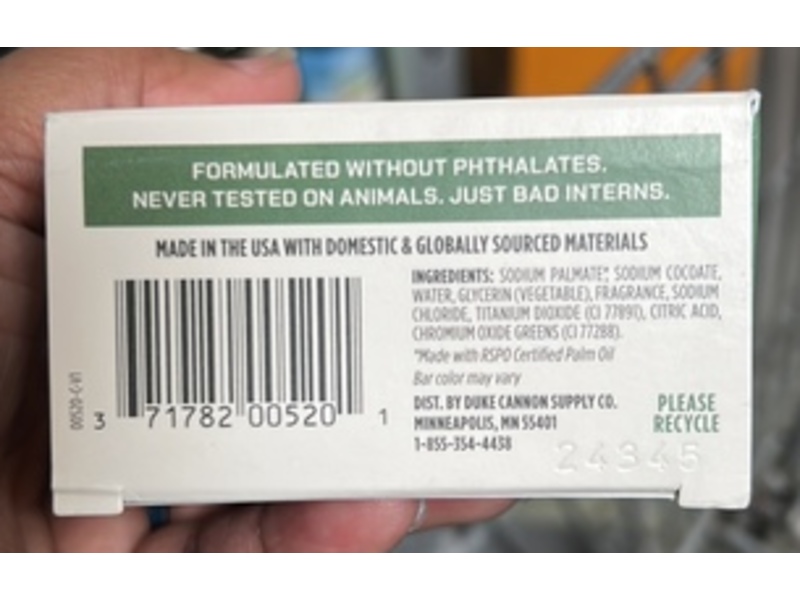 FORMULATED WITHOUT PHTHALATES.
NEVER TESTED ON ANIMALS. JUST BAD INTERNS.
MADE IN THE USA WITH DOMESTIC & GLOBALLY SOURCED MATERIALS
INGREDIENTS: SODIUM PALMATE*, SODIUM COCOATE,
WATER, GLYCERIN (VEGETABLE), FRAGRANCE, SODIUM
CHLORIDE, TITANIUM DIOXIDE (CI 77891), CITRIC ACID,
CHROMIUM OXIDE GREENS (CI 77288).
*Made with RSPO Certified Palm Oil
Bar color may vary
DIST. BY DUKE CANNON SUPPLY CO.
MINNEAPOLIS, MN 55401
1-855-354-4438
PLEASE
RECYCLE
24345
00520-C-V1
3 71782 00520 1